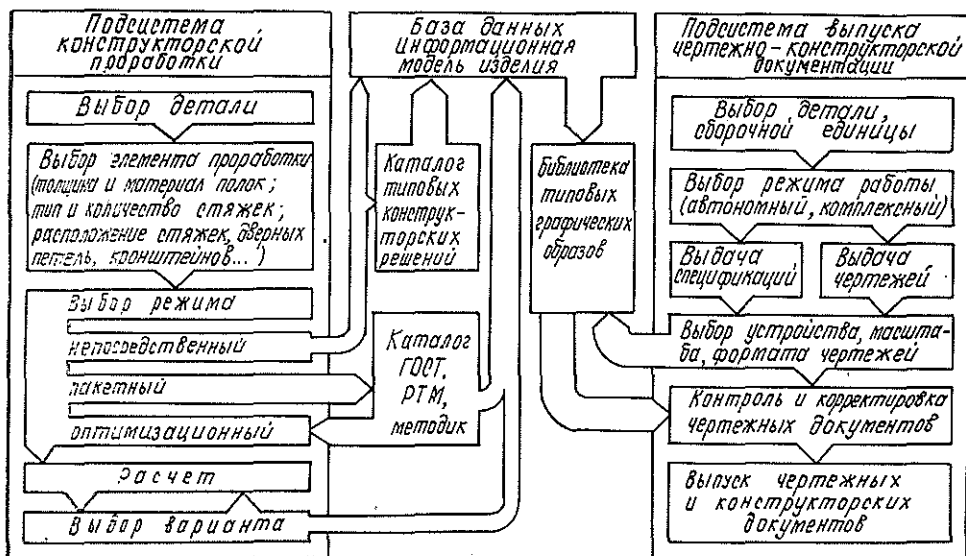 Подсистема
конструкторской
проработки
Выбор детали
Выбор элемента проработки
(толщина и материал полок;
тип и количество стяжек;
расположение стяжек, дверных
петель, кронштейнов...)
Выбор режима
непосредственный
пакетный
оптимизационный
Расчет
Выбор варианта
База данных
информационная
модель изделия
Каталог
типовых
конструк-
торских
решений
Каталог
ГОСТ,
РТМ,
методик
Библиотека
типовых
графических
образов
Подсистема выпуска
чертежно-конструкторской
документации
Выбор детали,
сборочной единицы
Выбор режима работы
(автономный, комплексный)
Выдача
спецификаций
Выдача
чертежей
Выбор устройства, масшта-
ба, формата чертежей
Контроль и корректировка
чертежных документов
Выпуск чертежных
и конструкторских
документов